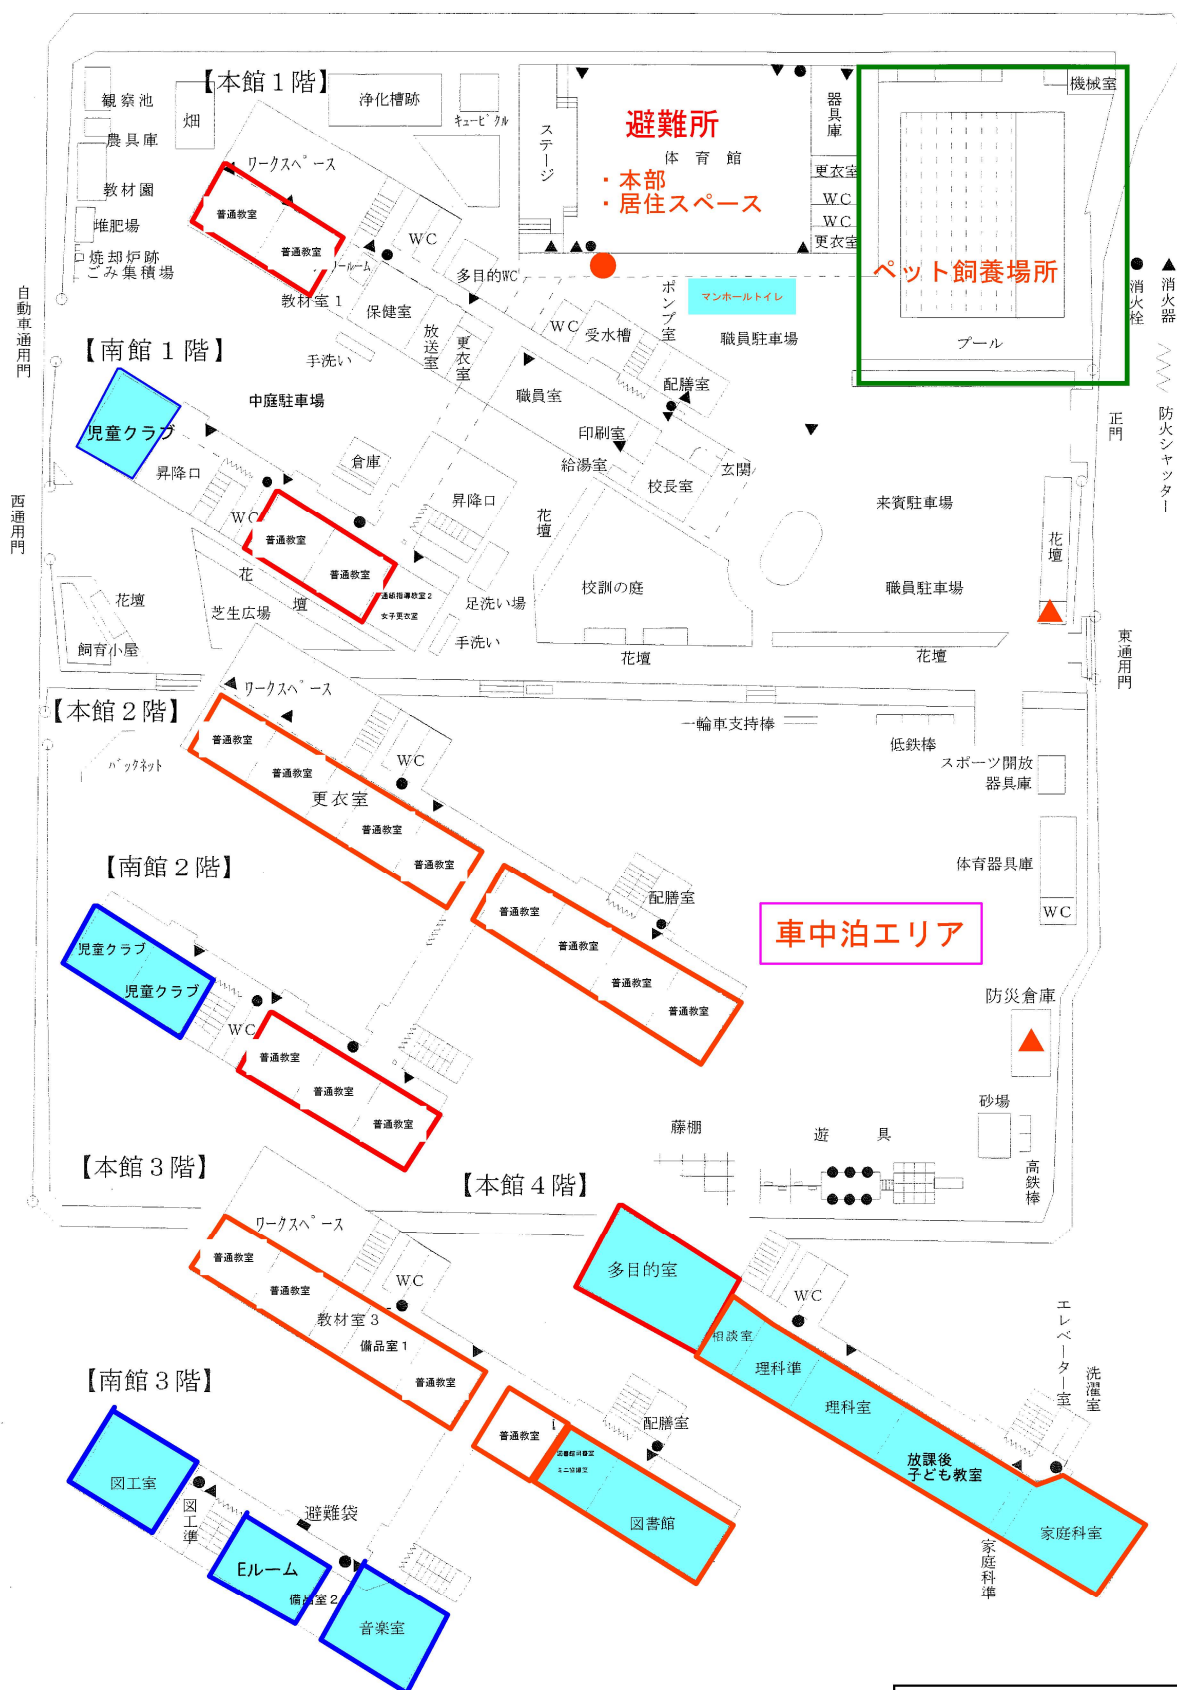 【本館１階】
観察池
農具庫
畑
教材園
堆肥場
焼却炉跡
ごみ集積場
浄化槽跡
キュービクル
ワークスペース
普通教室
普通教室
WC
多目的WC
教材室１
保健室
放送室
更衣室
手洗い
ステージ
避難所
体育館
・本部
・居住スペース
器具庫
更衣室
WC
WC
更衣室
機械室
ペット飼養場所
プール
マンホールトイレ
ポンプ室
職員駐車場
WC
受水槽
配膳室
職員室
印刷室
給湯室
校長室
玄関
●消火栓
▲消火器
防火シャッター
正門
自動車通用門
【南館１階】
中庭駐車場
児童クラブ
昇降口
倉庫
WC
普通教室
普通教室
通級指導教室２
女子更衣室
昇降口
花壇
足洗い場
手洗い
西通用門
花壇
飼育小屋
芝生広場
花壇
校訓の庭
花壇
来賓駐車場
職員駐車場
花壇
花壇
東通用門
【本館２階】
ワークスペース
バックネット
普通教室
普通教室
更衣室
普通教室
普通教室
WC
普通教室
普通教室
普通教室
普通教室
配膳室
一輪車支持棒
低鉄棒
スポーツ開放
器具庫
体育器具庫
WC
車中泊エリア
防災倉庫
砂場
高鉄棒
藤棚
遊具
【南館２階】
児童クラブ
児童クラブ
WC
普通教室
普通教室
普通教室
【本館３階】
ワークスペース
普通教室
普通教室
WC
教材室３
備品室１
普通教室
普通教室
配膳室
ミニ会議室
図書館
【本館４階】
多目的室
相談室
理科準
理科室
WC
放課後
子ども教室
家庭科準
家庭科室
エレベーター室
洗濯室
【南館３階】
図工室
図工準
避難袋
Eルーム
備品室２
音楽室